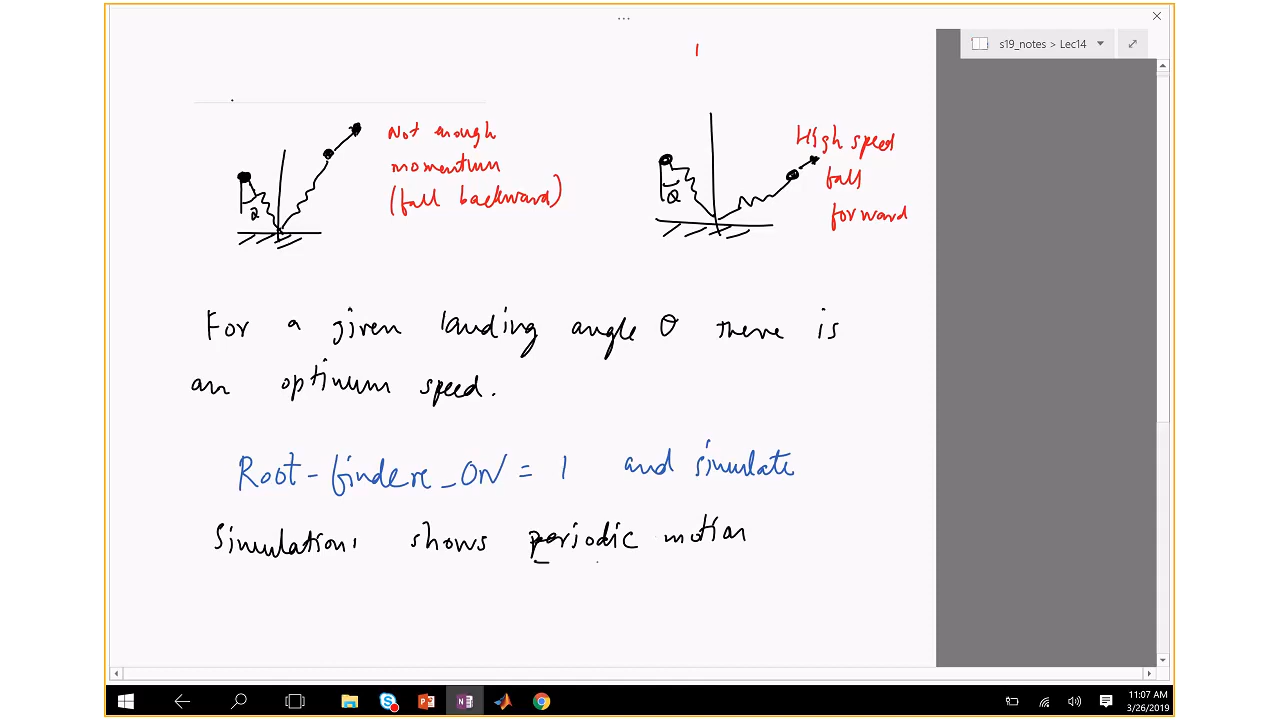 s19_notes > Lec14
Not enough
momentum
(fall backward)
θ
High speed
fall
forward
θ
For a given landing angle θ there is
an optimum speed.
Root-finder_ON = 1 and simulate
Simulations shows periodic motion
11:07 AM
3/26/2019